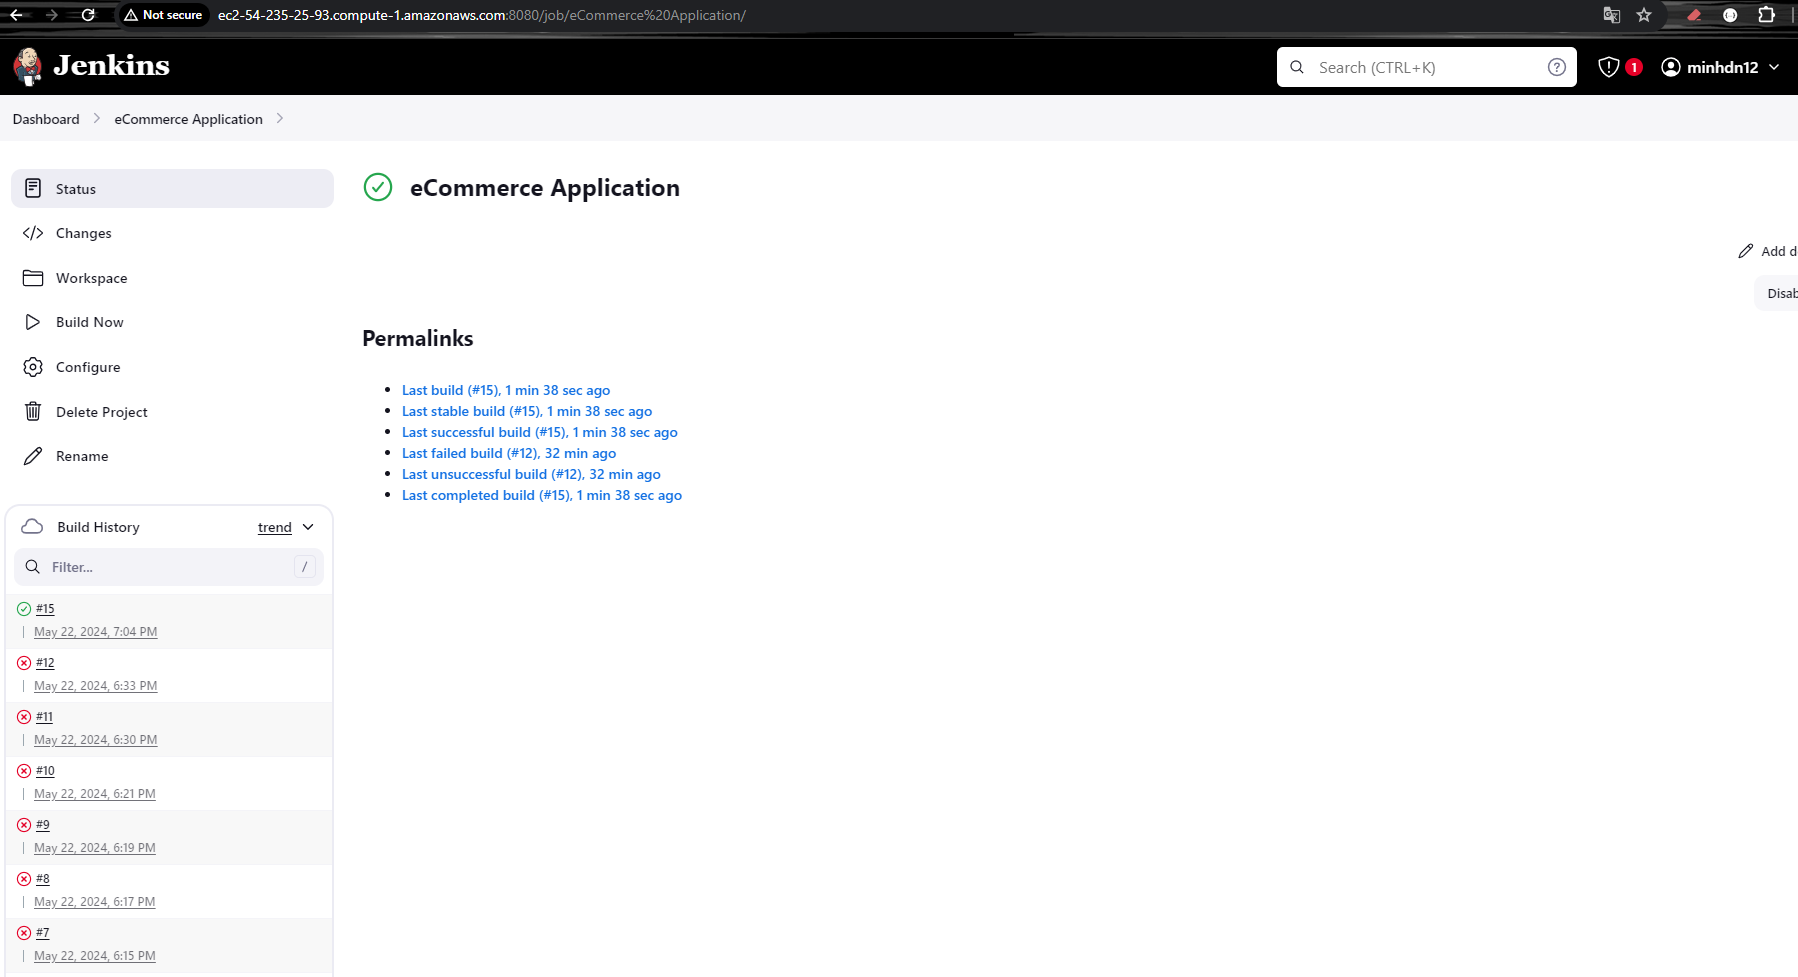 Not secure ec2-54-235-25-93.compute-1.amazonaws.com:8080/job/eCommerce%20Application/
Jenkins
Search (CTRL+K) ?
1
minhdn12
Dashboard eCommerce Application
Status
Changes
Workspace
Build Now
Configure
Delete Project
Rename
eCommerce Application
Add d
Disab
Permalinks
Last build (#15), 1 min 38 sec ago
Last stable build (#15), 1 min 38 sec ago
Last successful build (#15), 1 min 38 sec ago
Last failed build (#12), 32 min ago
Last unsuccessful build (#12), 32 min ago
Last completed build (#15), 1 min 38 sec ago
Build History trend
Filter... /
#15
May 22, 2024, 7:04 PM
#12
May 22, 2024, 6:33 PM
#11
May 22, 2024, 6:30 PM
#10
May 22, 2024, 6:21 PM
#9
May 22, 2024, 6:19 PM
#8
May 22, 2024, 6:17 PM
#7
May 22, 2024, 6:15 PM